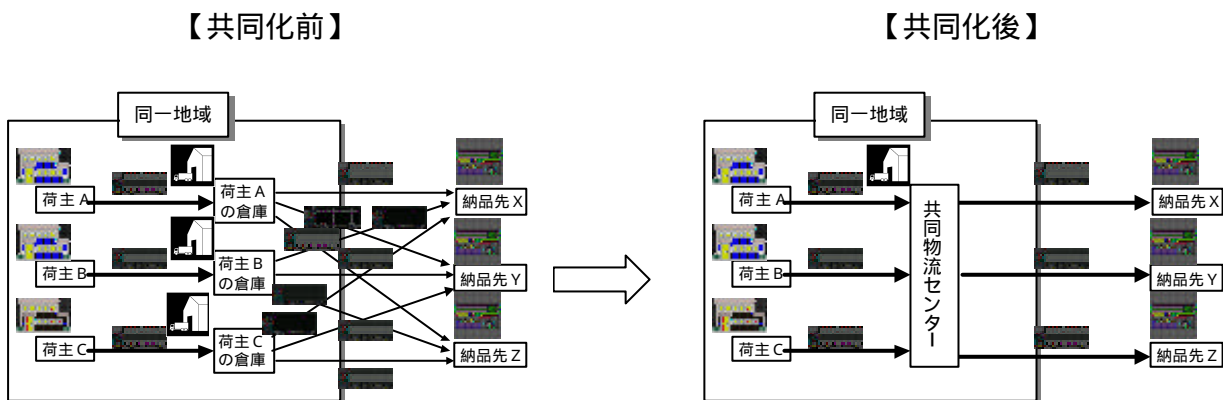 【共同化前】
【共同化後】
同一地域
荷主A
荷主A
の倉庫
納品先X
荷主B
荷主B
の倉庫
納品先Y
荷主C
荷主C
の倉庫
納品先Z
同一地域
荷主A
荷主B
荷主C
共同物流センター
納品先X
納品先Y
納品先Z